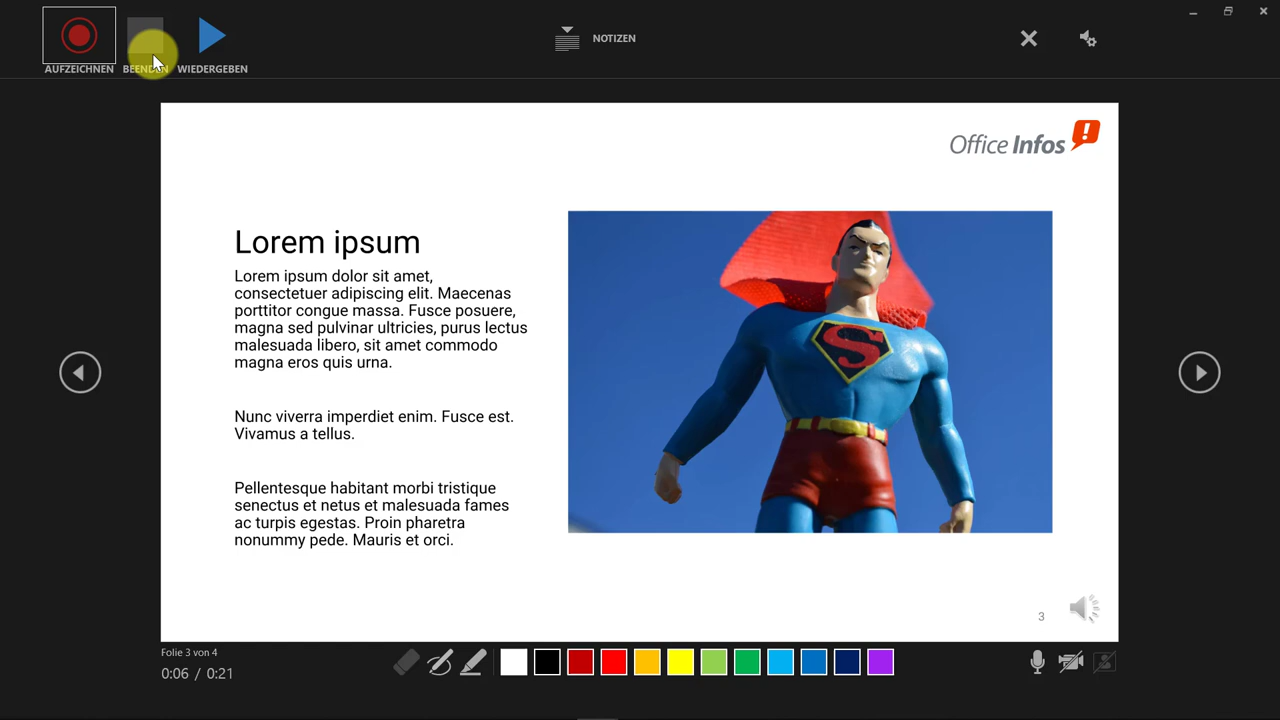 AUFZEICHNEN
BEENDEN
WIEDERGEBEN
NOTIZEN
Office Infos !
Lorem ipsum
Lorem ipsum dolor sit amet,
consectetuer adipiscing elit. Maecenas
porttitor congue massa. Fusce posuere,
magna sed pulvinar ultricies, purus lectus
malesuada libero, sit amet commodo
magna eros quis urna.
Nunc viverra imperdiet enim. Fusce est.
Vivamus a tellus.
Pellentesque habitant morbi tristique
senectus et netus et malesuada fames
ac turpis egestas. Proin pharetra
nonummy pede. Mauris et orci.
S
3
Folie 3 von 4
0:06 / 0:21